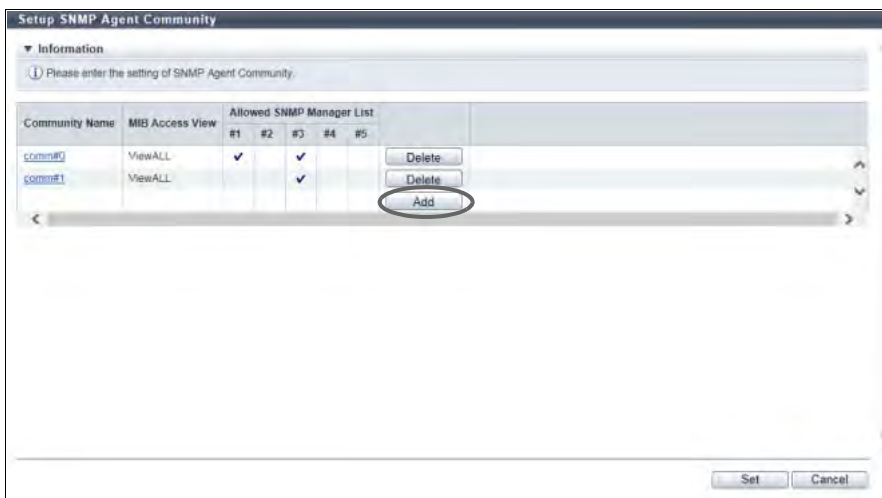 Setup SNMP Agent Community
Information
Please enter the setting of SNMP Agent Community.
Community Name MIB Access View Allowed SNMP Manager List
#1 #2 #3 #4 #5
comm#0 ViewALL ✔ ✔ Delete
comm#1 ViewALL ✔ Delete
Add
Set Cancel